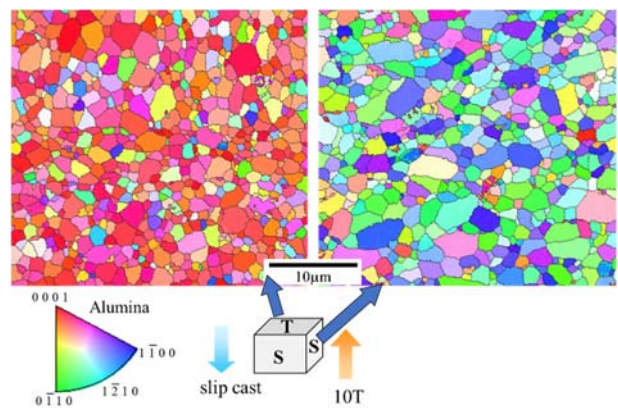 10μm
0 0 0 1
Alumina
1 1̅ 0 0
1 2̅ 1 0
0 1̅ 1 0
T
S
S
slip cast
10T